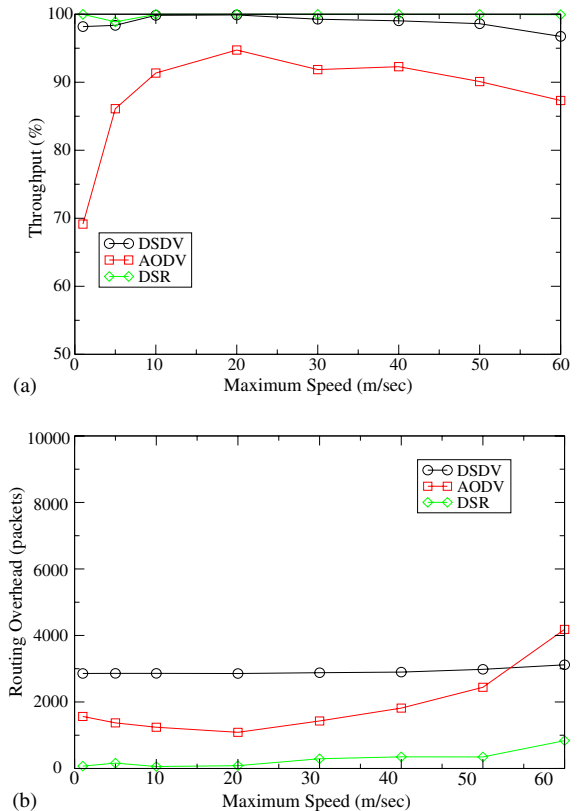 100
90
80
70
60
50
Throughput (%)
DSDV
AODV
DSR
0 10 20 30 40 50 60
(a)
Maximum Speed (m/sec)
10000
8000
6000
4000
2000
0
Routing Overhead (packets)
DSDV
AODV
DSR
0 10 20 30 40 50 60
(b)
Maximum Speed (m/sec)